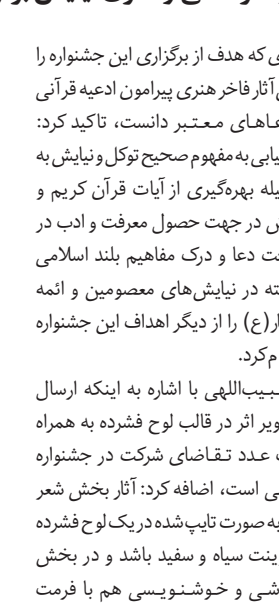 ی که هدف از برگزاری این جشنواره را
آثار فاخر هنری پیرامون ادعیه قرآنی
های معتبر دانست، تاکید کرد:
یابی به مفهوم صحیح توکل و نیایش به
یله بهره‌گیری از آیات قرآن کریم و
ش در جهت حصول معرفت و ادب در
ت دعا و درک مفاهیم بلند اسلامی
ته در نیایش‌های معصومین و ائمه
ار(ع) را از دیگر اهداف این جشنواره
م کرد.
بیب‌اللهی با اشاره به اینکه ارسال
ویر اثر در قالب لوح فشرده به همراه
عدد تقاضای شرکت در جشنواره
ی است، اضافه کرد: آثار بخش شعر
به صورت تایپ شده در یک لوح فشرده
ینت سیاه و سفید باشد و در بخش
شی و خوشنویسی هم با فرمت